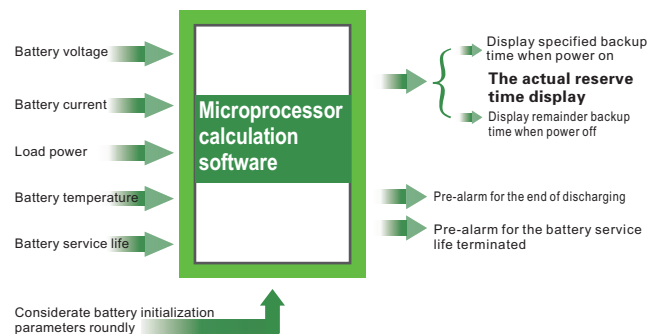 Battery voltage
Battery current
Load power
Battery temperature
Battery service life
Considerate battery initialization
parameters roundly
Microprocessor
calculation
software
Display specified backup
time when power on
The actual reserve
time display
Display remainder backup
time when power off
Pre-alarm for the end of discharging
Pre-alarm for the battery service
life terminated